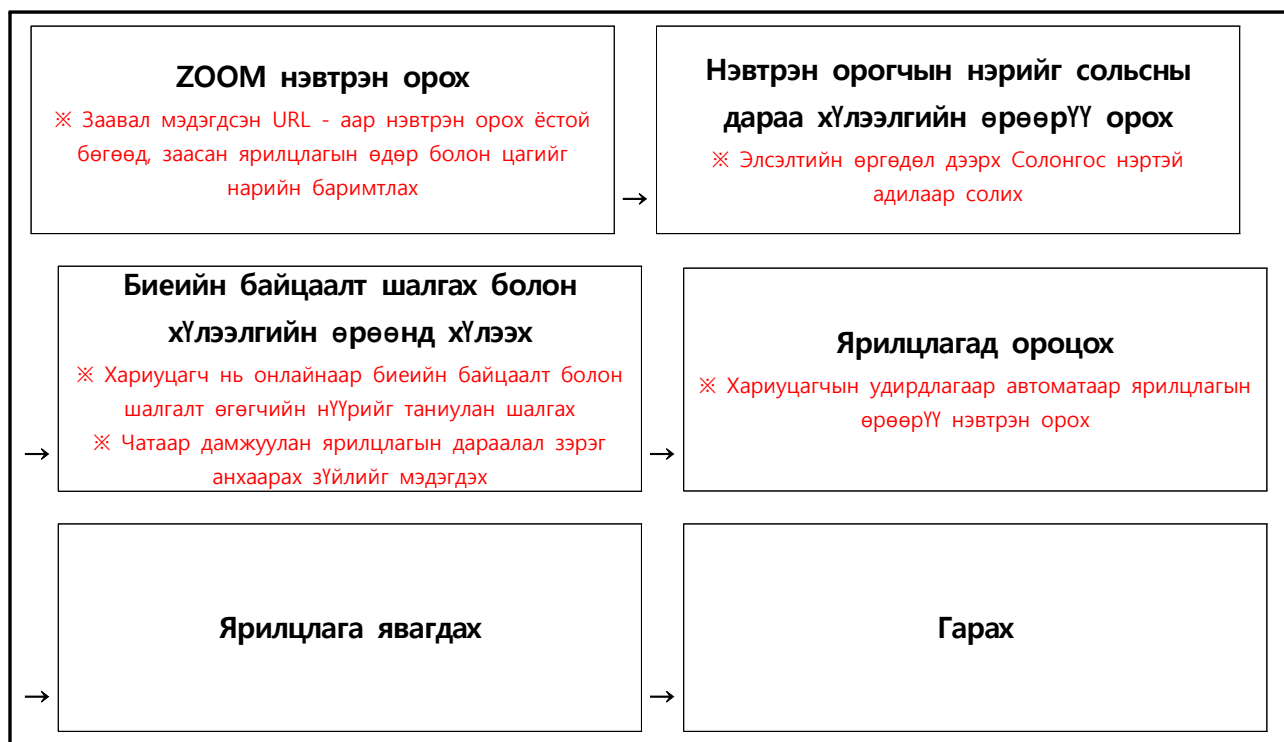 ZOOM нэвтрэн орох
※ Заавал мэдэгдсэн URL - аар нэвтрэн орох ёстой
бөгөөд, заасан ярилцлагын өдөр болон цагийг
нарийн баримтлах
→
Нэвтрэн орогчын нэрийг сольсны
дараа хүлээлгийн өрөөрүү орох
※ Элсэлтийн өргөдөл дээрх Солонгос нэртэй
адилаар солих
→
Биеийн байцаалт шалгах болон
хүлээлгийн өрөөнд хүлээх
※ Хариуцагч нь онлайнаар биеийн байцаалт болон
шалгалт өгөгчийн нүүрийг таниулан шалгах
※ Чатаар дамжуулан ярилцлагын дараалал зэрэг
анхаарах зүйлийг мэдэгдэх
→
Ярилцлагад ороцох
※ Хариуцагчын удирдлагаар автоматаар ярилцлагын
өрөөрүү нэвтрэн орох
→
Ярилцлага явагдах
→
Гарах